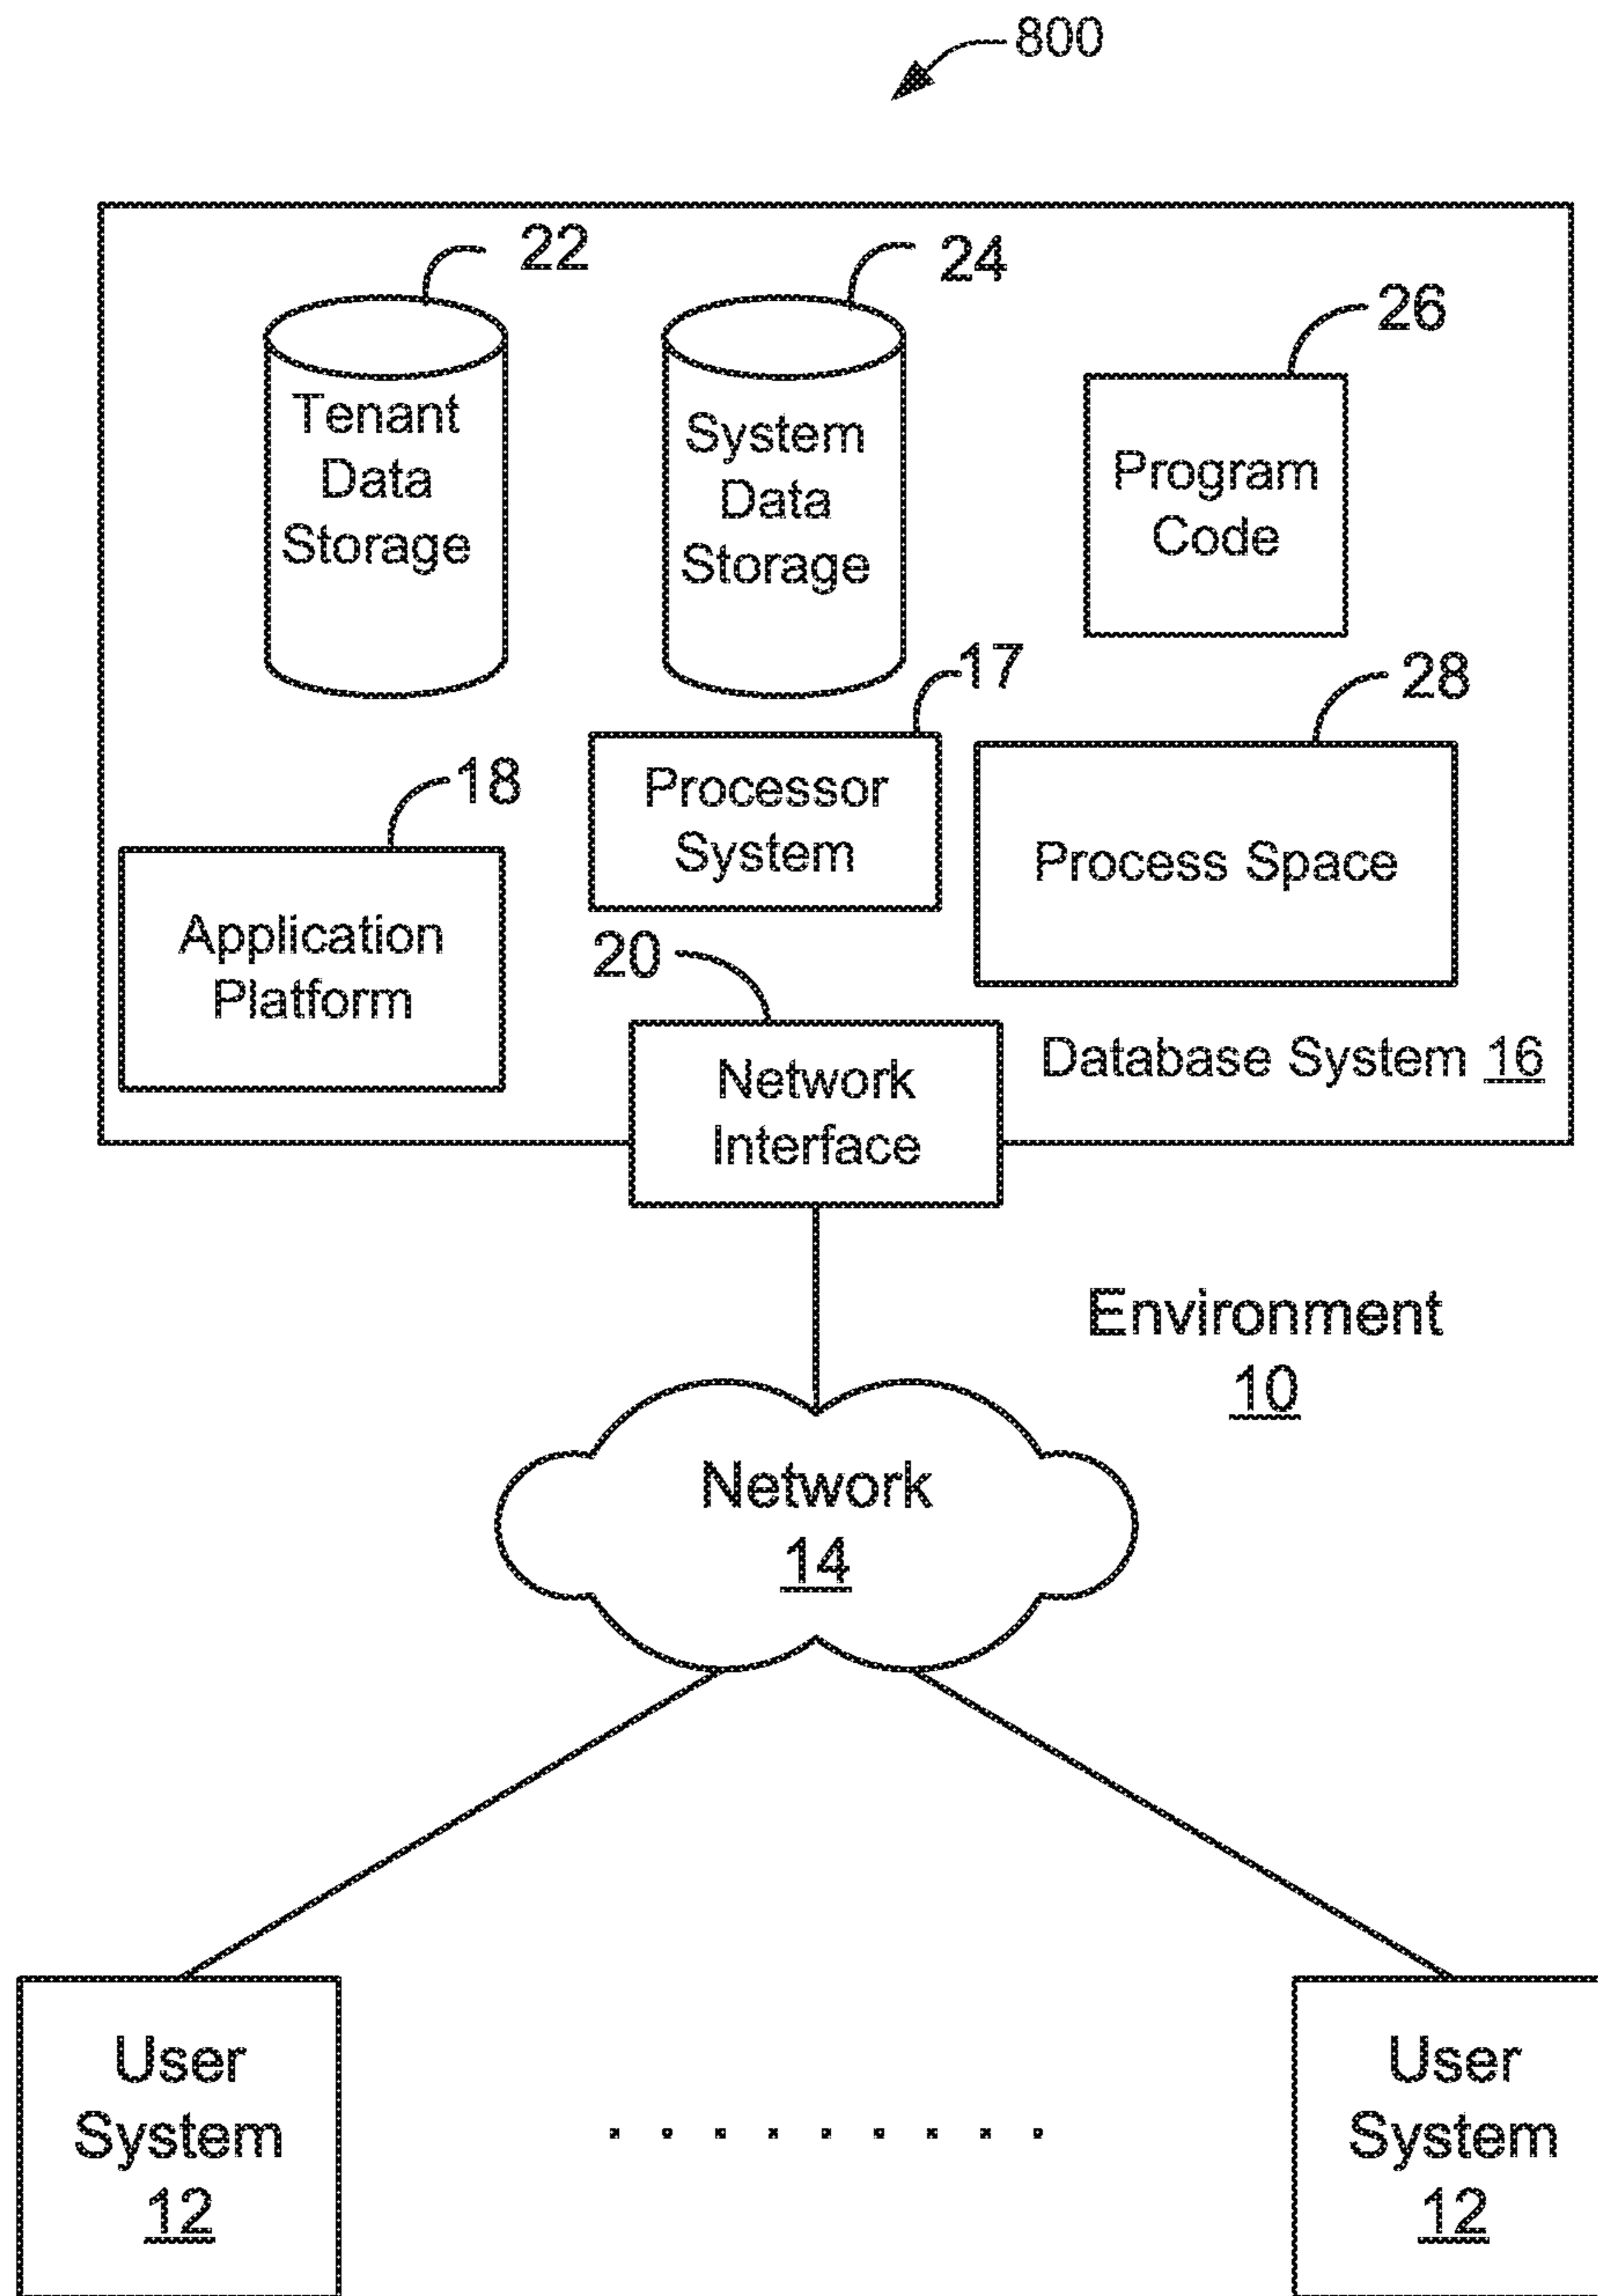 800
22
24
26
Tenant
Data
Storage
System
Data
Storage
Program
Code
17
28
18
Processor
System
Process Space
Application
Platform
20
Network
Interface
Database System 16
Environment
10
Network
14
User
System
12
User
System
12